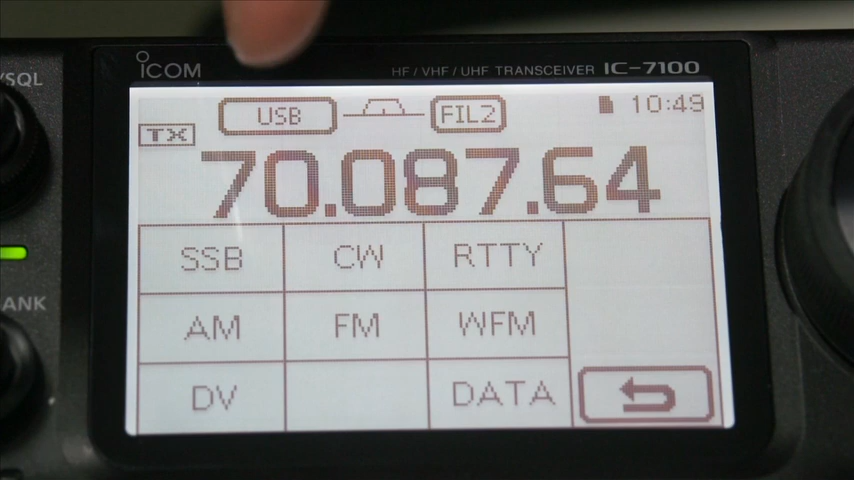 ICOM
HF/VHF/UHF TRANSCEIVER IC-7100
/SQL
USB
FIL2
10:49
TX
70.087.64
SSB
CW
RTTY
ANK
AM
FM
WFM
DV
DATA